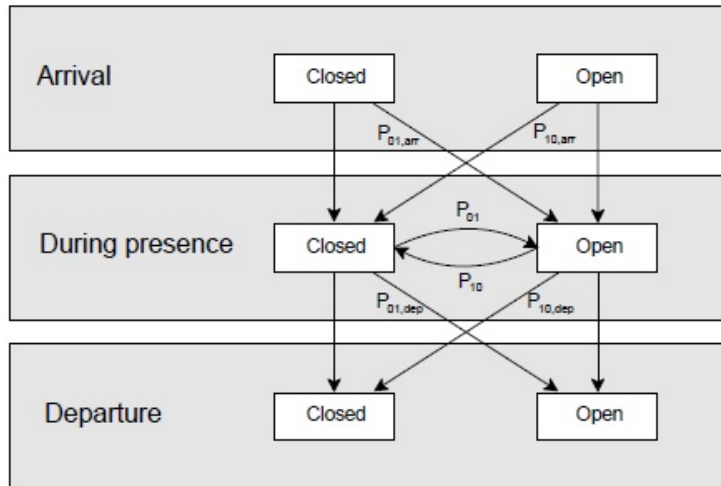 Closed Open
Arrival
P01,arr P10,arr
P01
During presence Closed Open
P10
P01,dep P10,dep
Departure Closed Open